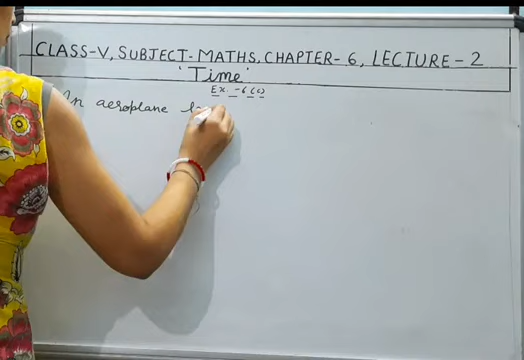 CLASS-V, SUBJECT-MATHS, CHAPTER-6, LECTURE-2
'Time'
Ex. -6(c)
An aeroplane